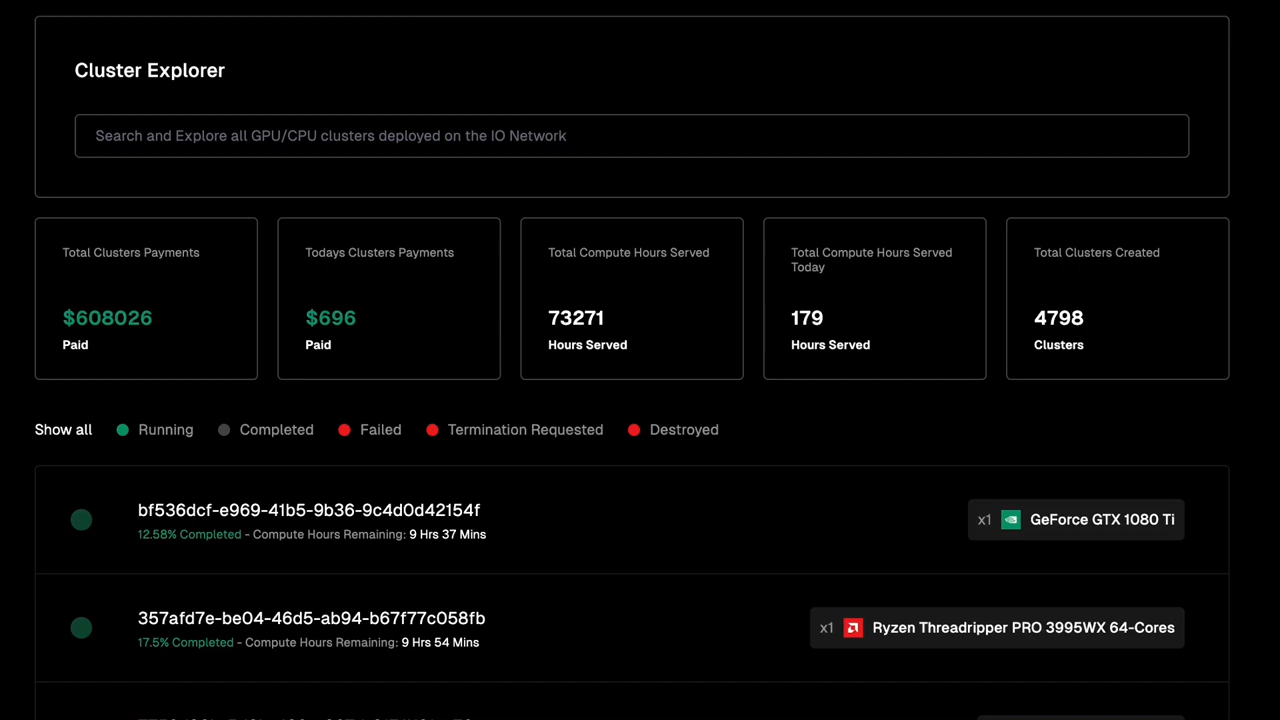 Cluster Explorer
Search and Explore all GPU/CPU clusters deployed on the IO Network
Total Clusters Payments
$608026
Paid
Todays Clusters Payments
$696
Paid
Total Compute Hours Served
73271
Hours Served
Total Compute Hours Served
Today
179
Hours Served
Total Clusters Created
4798
Clusters
Show all Running Completed Failed Termination Requested Destroyed
bf536dcf-e969-41b5-9b36-9c4d0d42154f
12.58% Completed - Compute Hours Remaining: 9 Hrs 37 Mins
x1 GeForce GTX 1080 Ti
357afd7e-be04-46d5-ab94-b67f77c058fb
17.5% Completed - Compute Hours Remaining: 9 Hrs 54 Mins
x1 Ryzen Threadripper PRO 3995WX 64-Cores